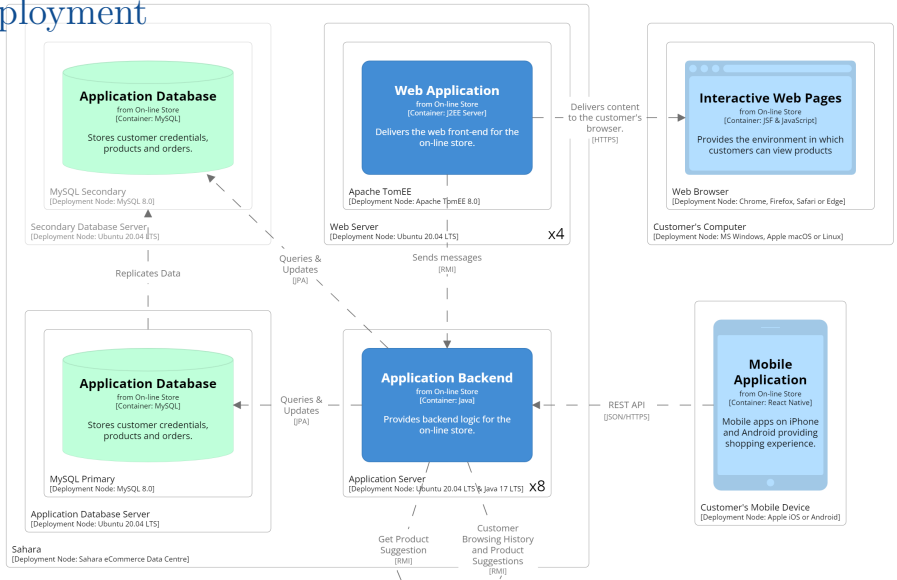 ployment
Application Database
from On-line Store
[Container: MySQL]
Stores customer credentials,
products and orders.
MySQL Secondary
[Deployment Node: MySQL 8.0]
Secondary Database Server
[Deployment Node: Ubuntu 20.04 LTS]
Web Application
from On-line Store
[Container: J2EE Server]
Delivers the web front-end for the
on-line store.
Apache TomEE
[Deployment Node: Apache TomEE 8.0]
Web Server
[Deployment Node: Ubuntu 20.04 LTS]
x4
Delivers content
to the customer's
browser.
[HTTPS]
Interactive Web Pages
from On-line Store
[Container: JSF & JavaScript]
Provides the environment in which
customers can view products
Web Browser
[Deployment Node: Chrome, Firefox, Safari or Edge]
Customer's Computer
[Deployment Node: MS Windows, Apple macOS or Linux]
Replicates Data
Queries &
Updates
[JPA]
Sends messages
[RMI]
Application Database
from On-line Store
[Container: MySQL]
Stores customer credentials,
products and orders.
MySQL Primary
[Deployment Node: MySQL 8.0]
Application Database Server
[Deployment Node: Ubuntu 20.04 LTS]
Queries &
Updates
[JPA]
Application Backend
from On-line Store
[Container: Java]
Provides backend logic for the
on-line store.
Application Server
[Deployment Node: Ubuntu 20.04 LTS & Java 17 LTS]
x8
REST API
[JSON/HTTPS]
Mobile
Application
from On-line Store
[Container: React Native]
Mobile apps on iPhone
and Android providing
shopping experience.
Customer's Mobile Device
[Deployment Node: Apple iOS or Android]
Get Product
Suggestion
[RMI]
Customer
Browsing History
and Product
Suggestions
[RMI]
Sahara
[Deployment Node: Sahara eCommerce Data Centre]